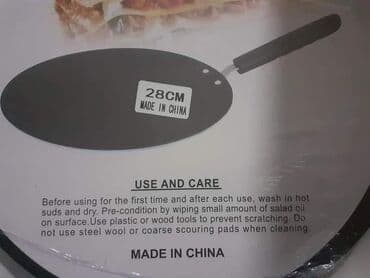 28CM
MADE IN CHINA
USE AND CARE
Before using for the first time and after each use, wash in hot
suds and dry. Pre-condition by wiping small amount of salad oil
on surface.Use plastic or wood tools to prevent scratching. Do
not use steel wool or coarse scouring pads when cleaning.
MADE IN CHINA